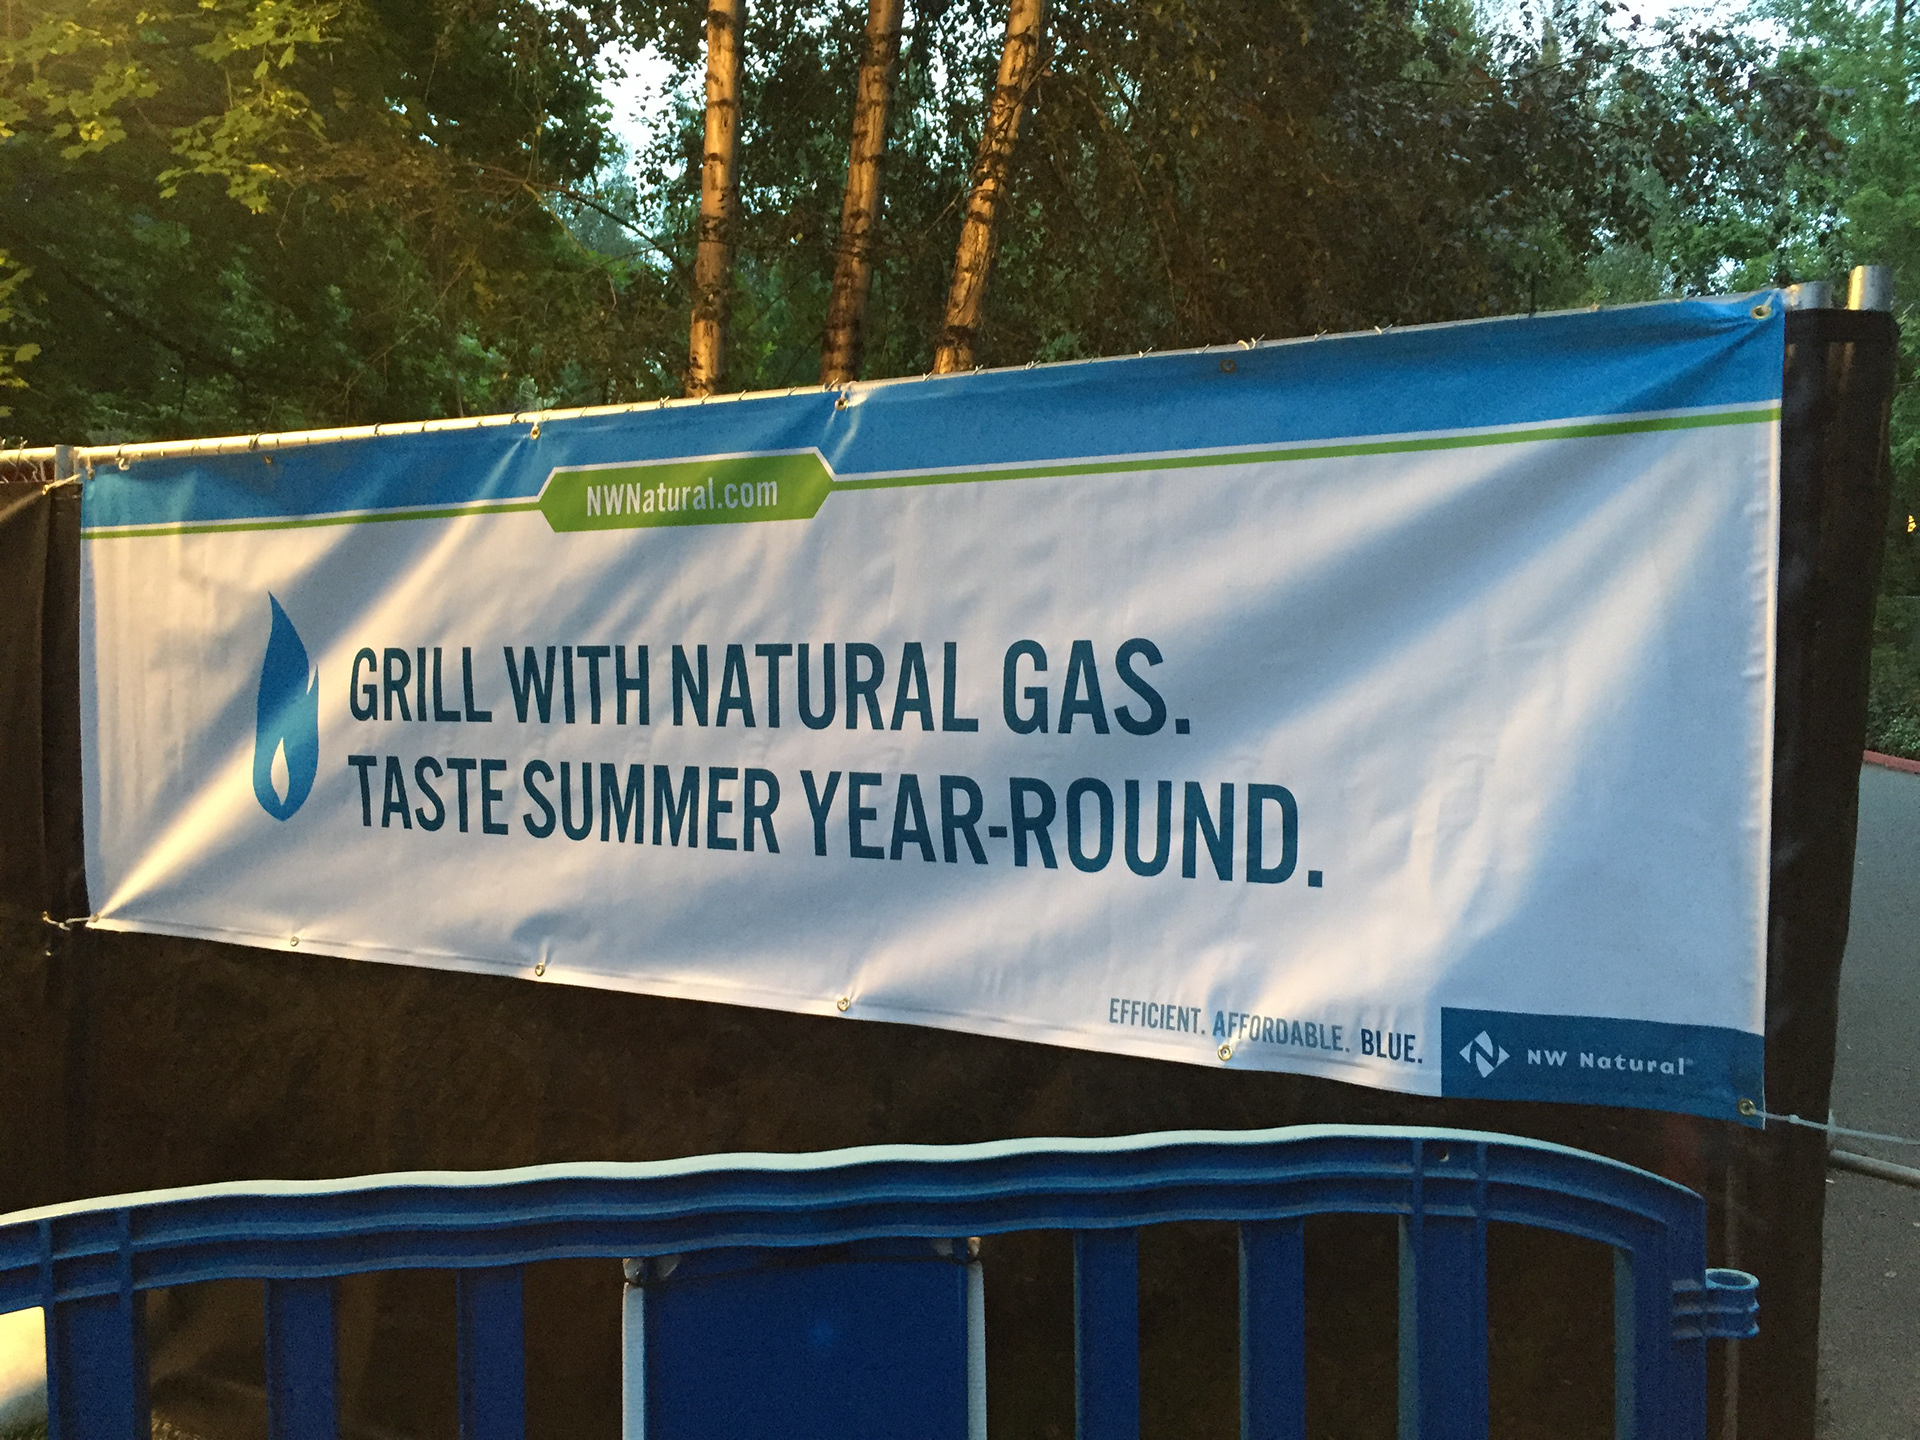 NWNatural.com
GRILL WITH NATURAL GAS.
TASTE SUMMER YEAR-ROUND.
EFFICIENT. AFFORDABLE. BLUE.
NW Natural®